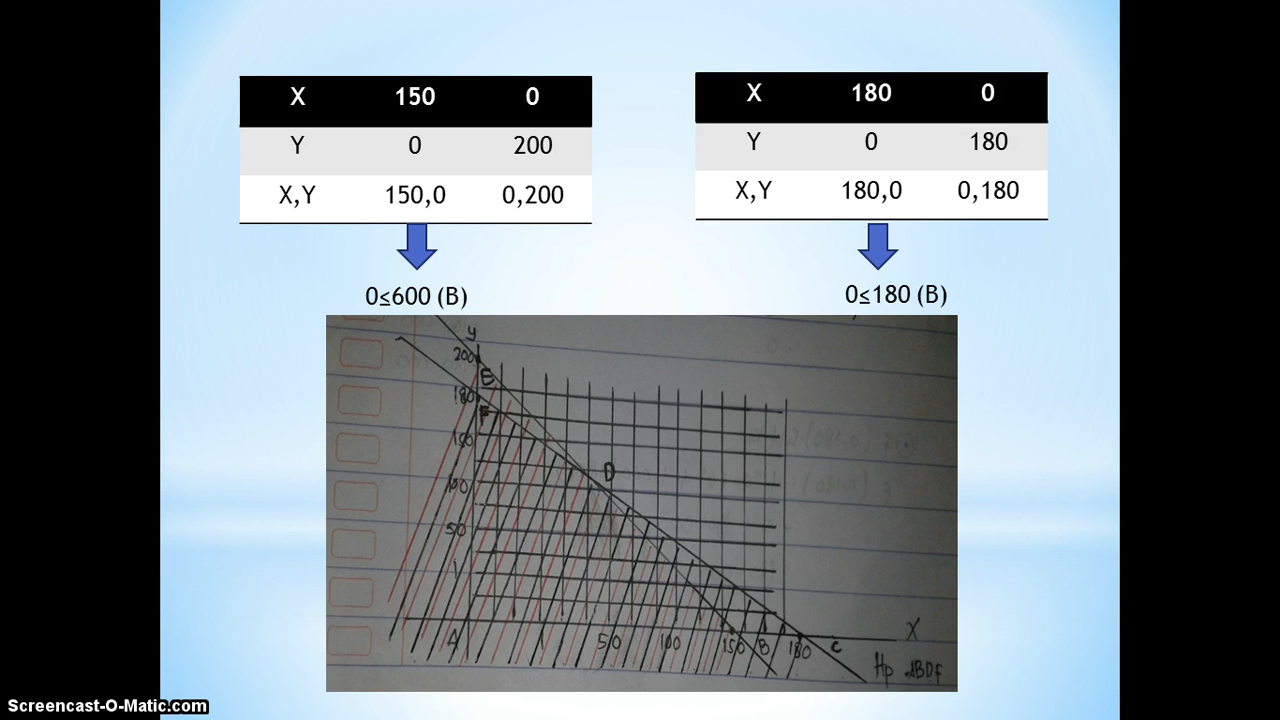 X 150 0
Y 0 200
X,Y 150,0 0,200
X 180 0
Y 0 180
X,Y 180,0 0,180
0≤600 (B)
0≤180 (B)
y
200
E
180
F
150
D
50
A 50 100 150 B 180 C
X
Hp = ABDF
Screencast-O-Matic.com